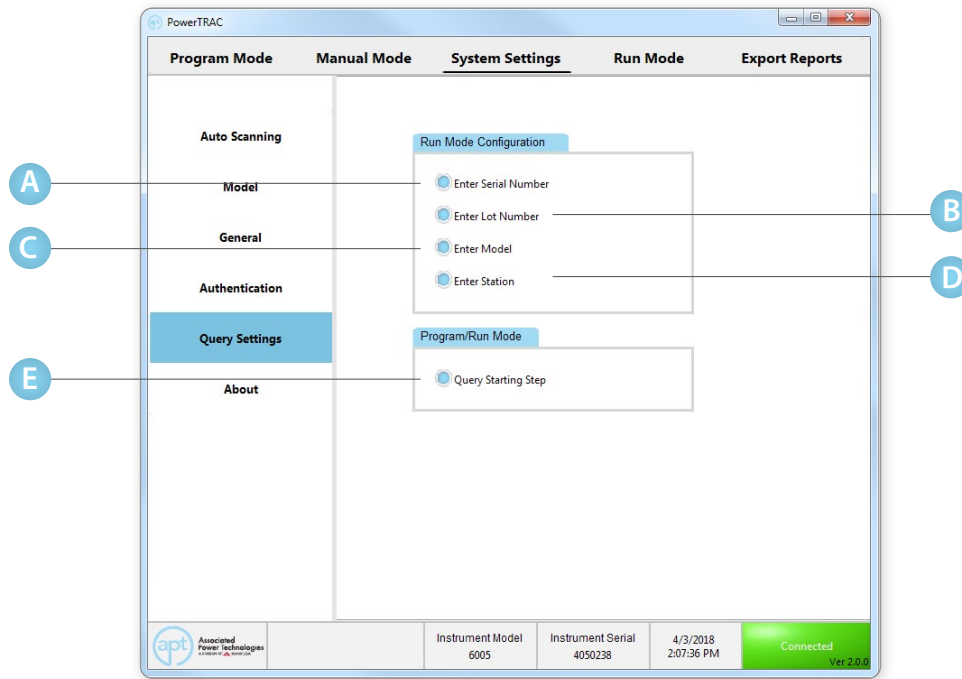 PowerTRAC
Program Mode
Manual Mode
System Settings
Run Mode
Export Reports
Auto Scanning
Model
General
Authentication
Query Settings
About
Run Mode Configuration
Enter Serial Number
Enter Lot Number
Enter Model
Enter Station
Program/Run Mode
Query Starting Step
A
B
C
D
E
apt
Associated
Power Technologies
Instrument Model
6005
Instrument Serial
4050238
4/3/2018
2:07:36 PM
Connected
Ver 2.0.0